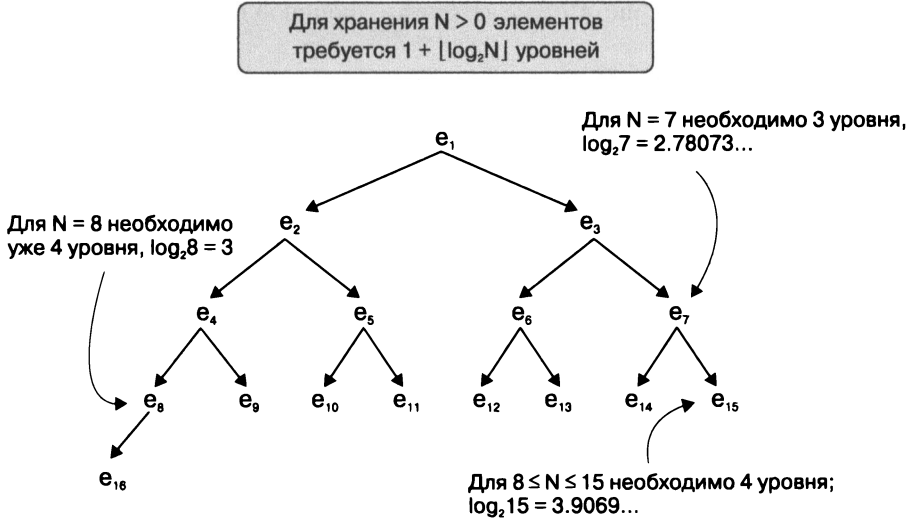 Для хранения N > 0 элементов
требуется 1 + ⌊log₂N⌋ уровней
Для N = 7 необходимо 3 уровня,
log₂7 = 2.78073...
e₁
Для N = 8 необходимо
уже 4 уровня, log₂8 = 3
e₂ e₃
e₄ e₅ e₆ e₇
e₈ e₉ e₁₀ e₁₁ e₁₂ e₁₃ e₁₄ e₁₅
e₁₆
Для 8 ≤ N ≤ 15 необходимо 4 уровня;
log₂15 = 3.9069...